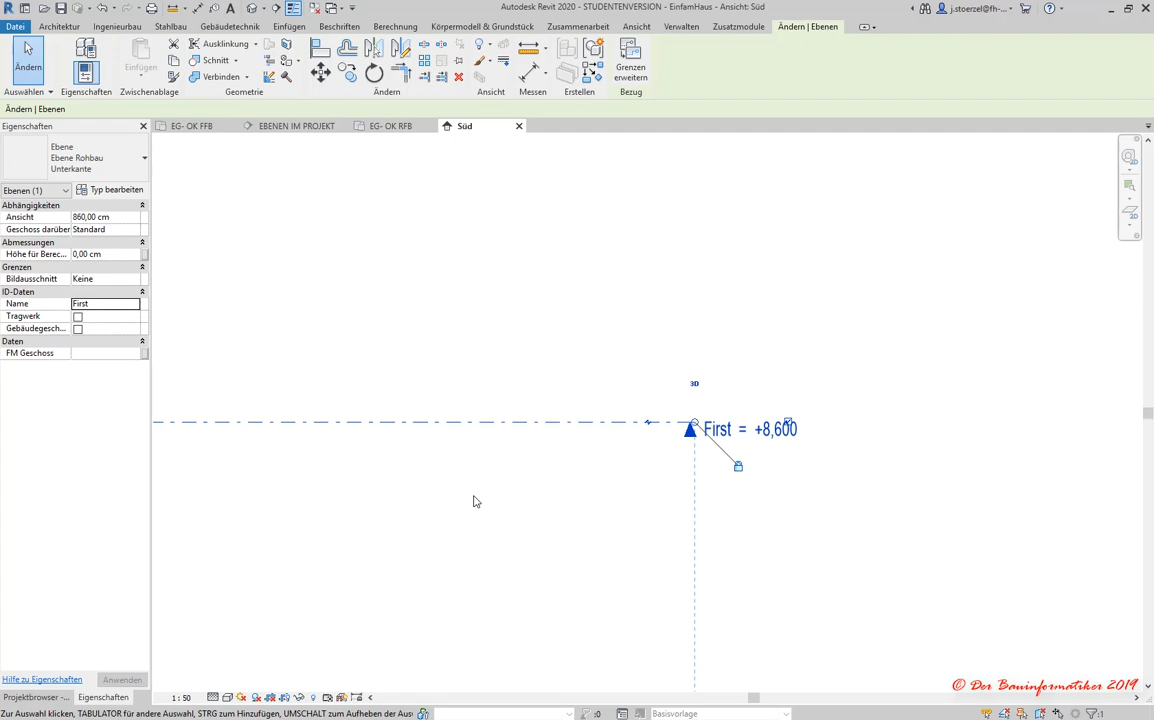 Autodesk Revit 2020 - STUDENTENVERSION - EinfamHaus - Ansicht: Süd
j.stoerzel@fh-...
Datei Architektur Ingenieurbau Stahlbau Gebäudetechnik Einfügen Beschriften Berechnung Körpermodell & Grundstück Zusammenarbeit Ansicht Verwalten Zusatzmodule Ändern | Ebenen
Ändern
Einfügen
Ausklinkung
Schnitt
Verbinden
Grenzen
erweitern
Auswählen Eigenschaften Zwischenablage Geometrie Ändern Ansicht Messen Erstellen Bezug
Ändern | Ebenen
Eigenschaften
EG- OK FFB EBENEN IM PROJEKT EG- OK RFB Süd
Ebene
Ebene Rohbau
Unterkante
Ebenen (1) Typ bearbeiten
Abhängigkeiten
Ansicht 860,00 cm
Geschoss darüber Standard
Abmessungen
Höhe für Berec... 0,00 cm
Grenzen
Bildausschnitt Keine
ID-Daten
Name First
Tragwerk
Gebäudegesch...
Daten
FM Geschoss
3D
First = +8,600
2D
2D
Hilfe zu Eigenschaften Anwenden
Projektbrowser -... Eigenschaften
1 : 50
© Der Bauinformatiker 2019
Zur Auswahl klicken, TABULATOR für andere Auswahl, STRG zum Hinzufügen, UMSCHALT zum Aufheben der Aus
:0
Basisvorlage
:1